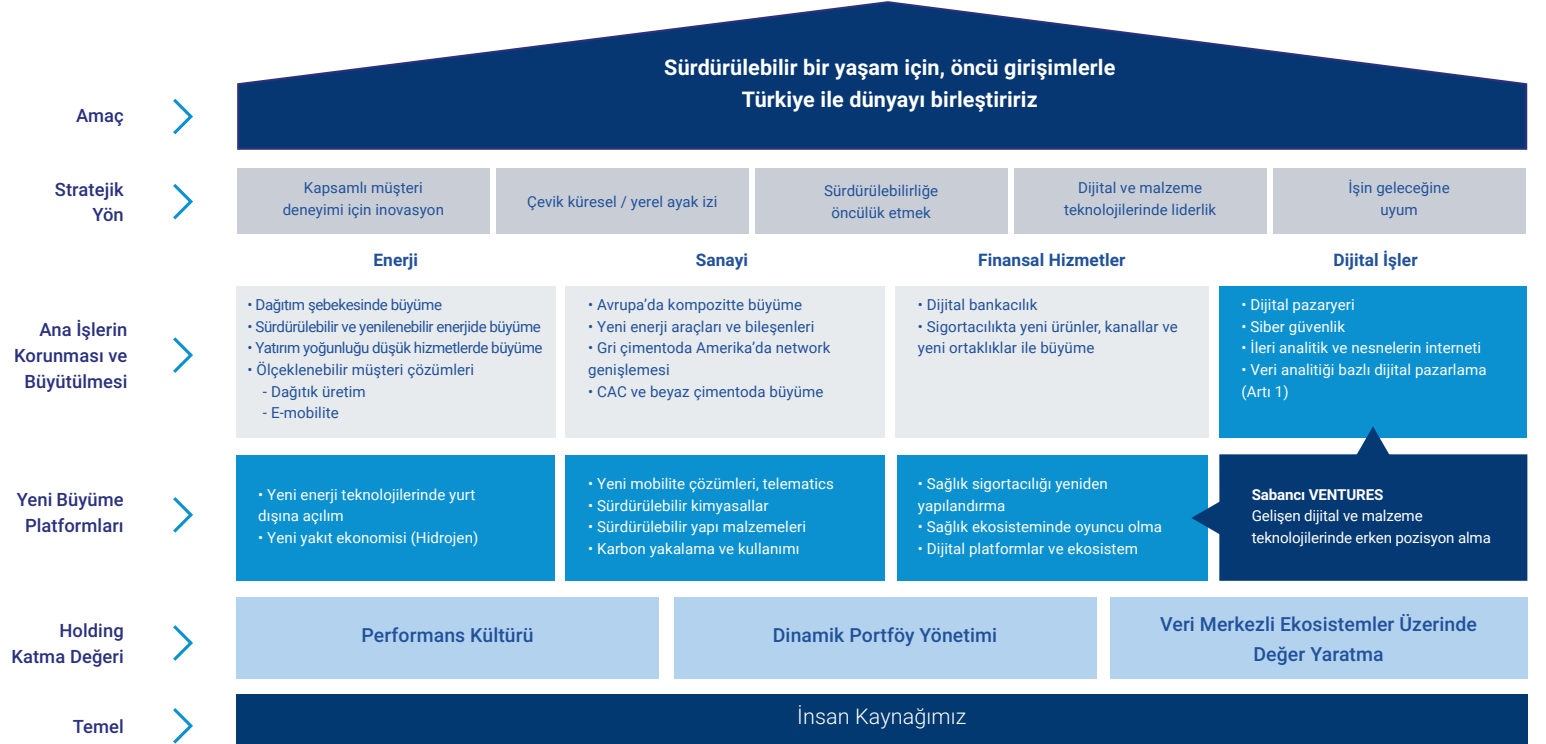 Amaç
Sürdürülebilir bir yaşam için, öncü girişimlerle
Türkiye ile dünyayı birleştiririz
Stratejik
Yön
Kapsamlı müşteri
deneyimi için inovasyon
Çevik küresel / yerel ayak izi
Sürdürülebilirliğe
öncülük etmek
Dijital ve malzeme
teknolojilerinde liderlik
İşin geleceğine
uyum
Enerji
Sanayi
Finansal Hizmetler
Dijital İşler
Ana İşlerin
Korunması ve
Büyütülmesi
• Dağıtım şebekesinde büyüme
• Sürdürülebilir ve yenilenebilir enerjide büyüme
• Yatırım yoğunluğu düşük hizmetlerde büyüme
• Ölçeklenebilir müşteri çözümleri
- Dağıtık üretim
- E-mobilite
• Avrupa’da kompozitte büyüme
• Yeni enerji araçları ve bileşenleri
• Gri çimentoda Amerika’da network
genişlemesi
• CAC ve beyaz çimentoda büyüme
• Dijital bankacılık
• Sigortacılıkta yeni ürünler, kanallar ve
yeni ortaklıklar ile büyüme
• Dijital pazaryeri
• Siber güvenlik
• İleri analitik ve nesnelerin interneti
• Veri analitiği bazlı dijital pazarlama
(Artı 1)
Yeni Büyüme
Platformları
• Yeni enerji teknolojilerinde yurt
dışına açılım
• Yeni yakıt ekonomisi (Hidrojen)
• Yeni mobilite çözümleri, telematics
• Sürdürülebilir kimyasallar
• Sürdürülebilir yapı malzemeleri
• Karbon yakalama ve kullanımı
• Sağlık sigortacılığı yeniden
yapılandırma
• Sağlık ekosisteminde oyuncu olma
• Dijital platformlar ve ekosistem
Sabancı VENTURES
Gelişen dijital ve malzeme
teknolojilerinde erken pozisyon alma
Holding
Katma Değeri
Performans Kültürü
Dinamik Portföy Yönetimi
Veri Merkezli Ekosistemler Üzerinde
Değer Yaratma
Temel
İnsan Kaynağımız